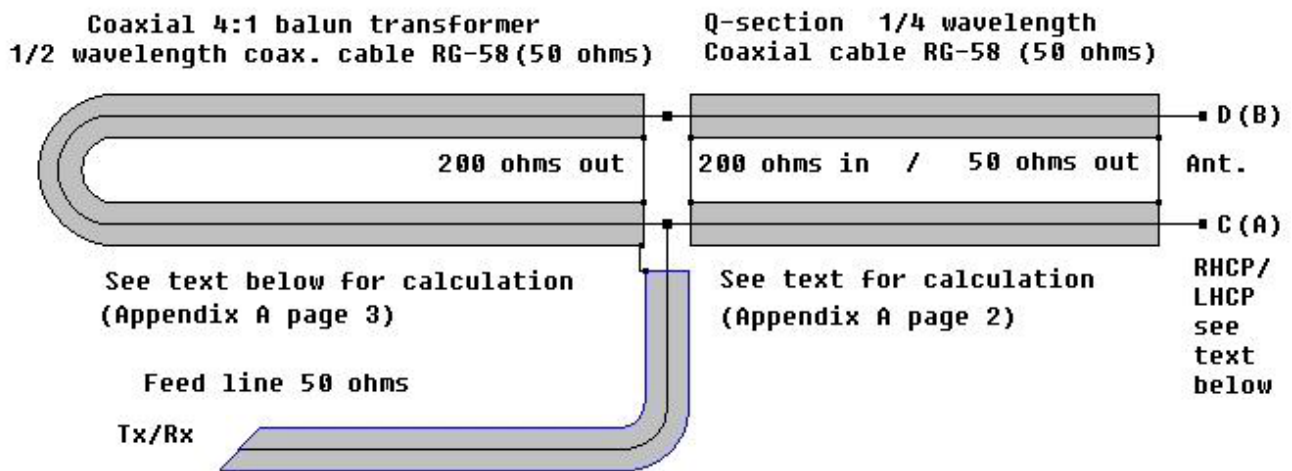 Coaxial 4:1 balun transformer
1/2 wavelength coax. cable RG-58(50 ohms)
Q-section 1/4 wavelength
Coaxial cable RG-58 (50 ohms)
D(B)
200 ohms out
200 ohms in / 50 ohms out
Ant.
C(A)
See text below for calculation
(Appendix A page 3)
See text for calculation
(Appendix A page 2)
RHCP/
LHCP
see
text
below
Feed line 50 ohms
Tx/Rx